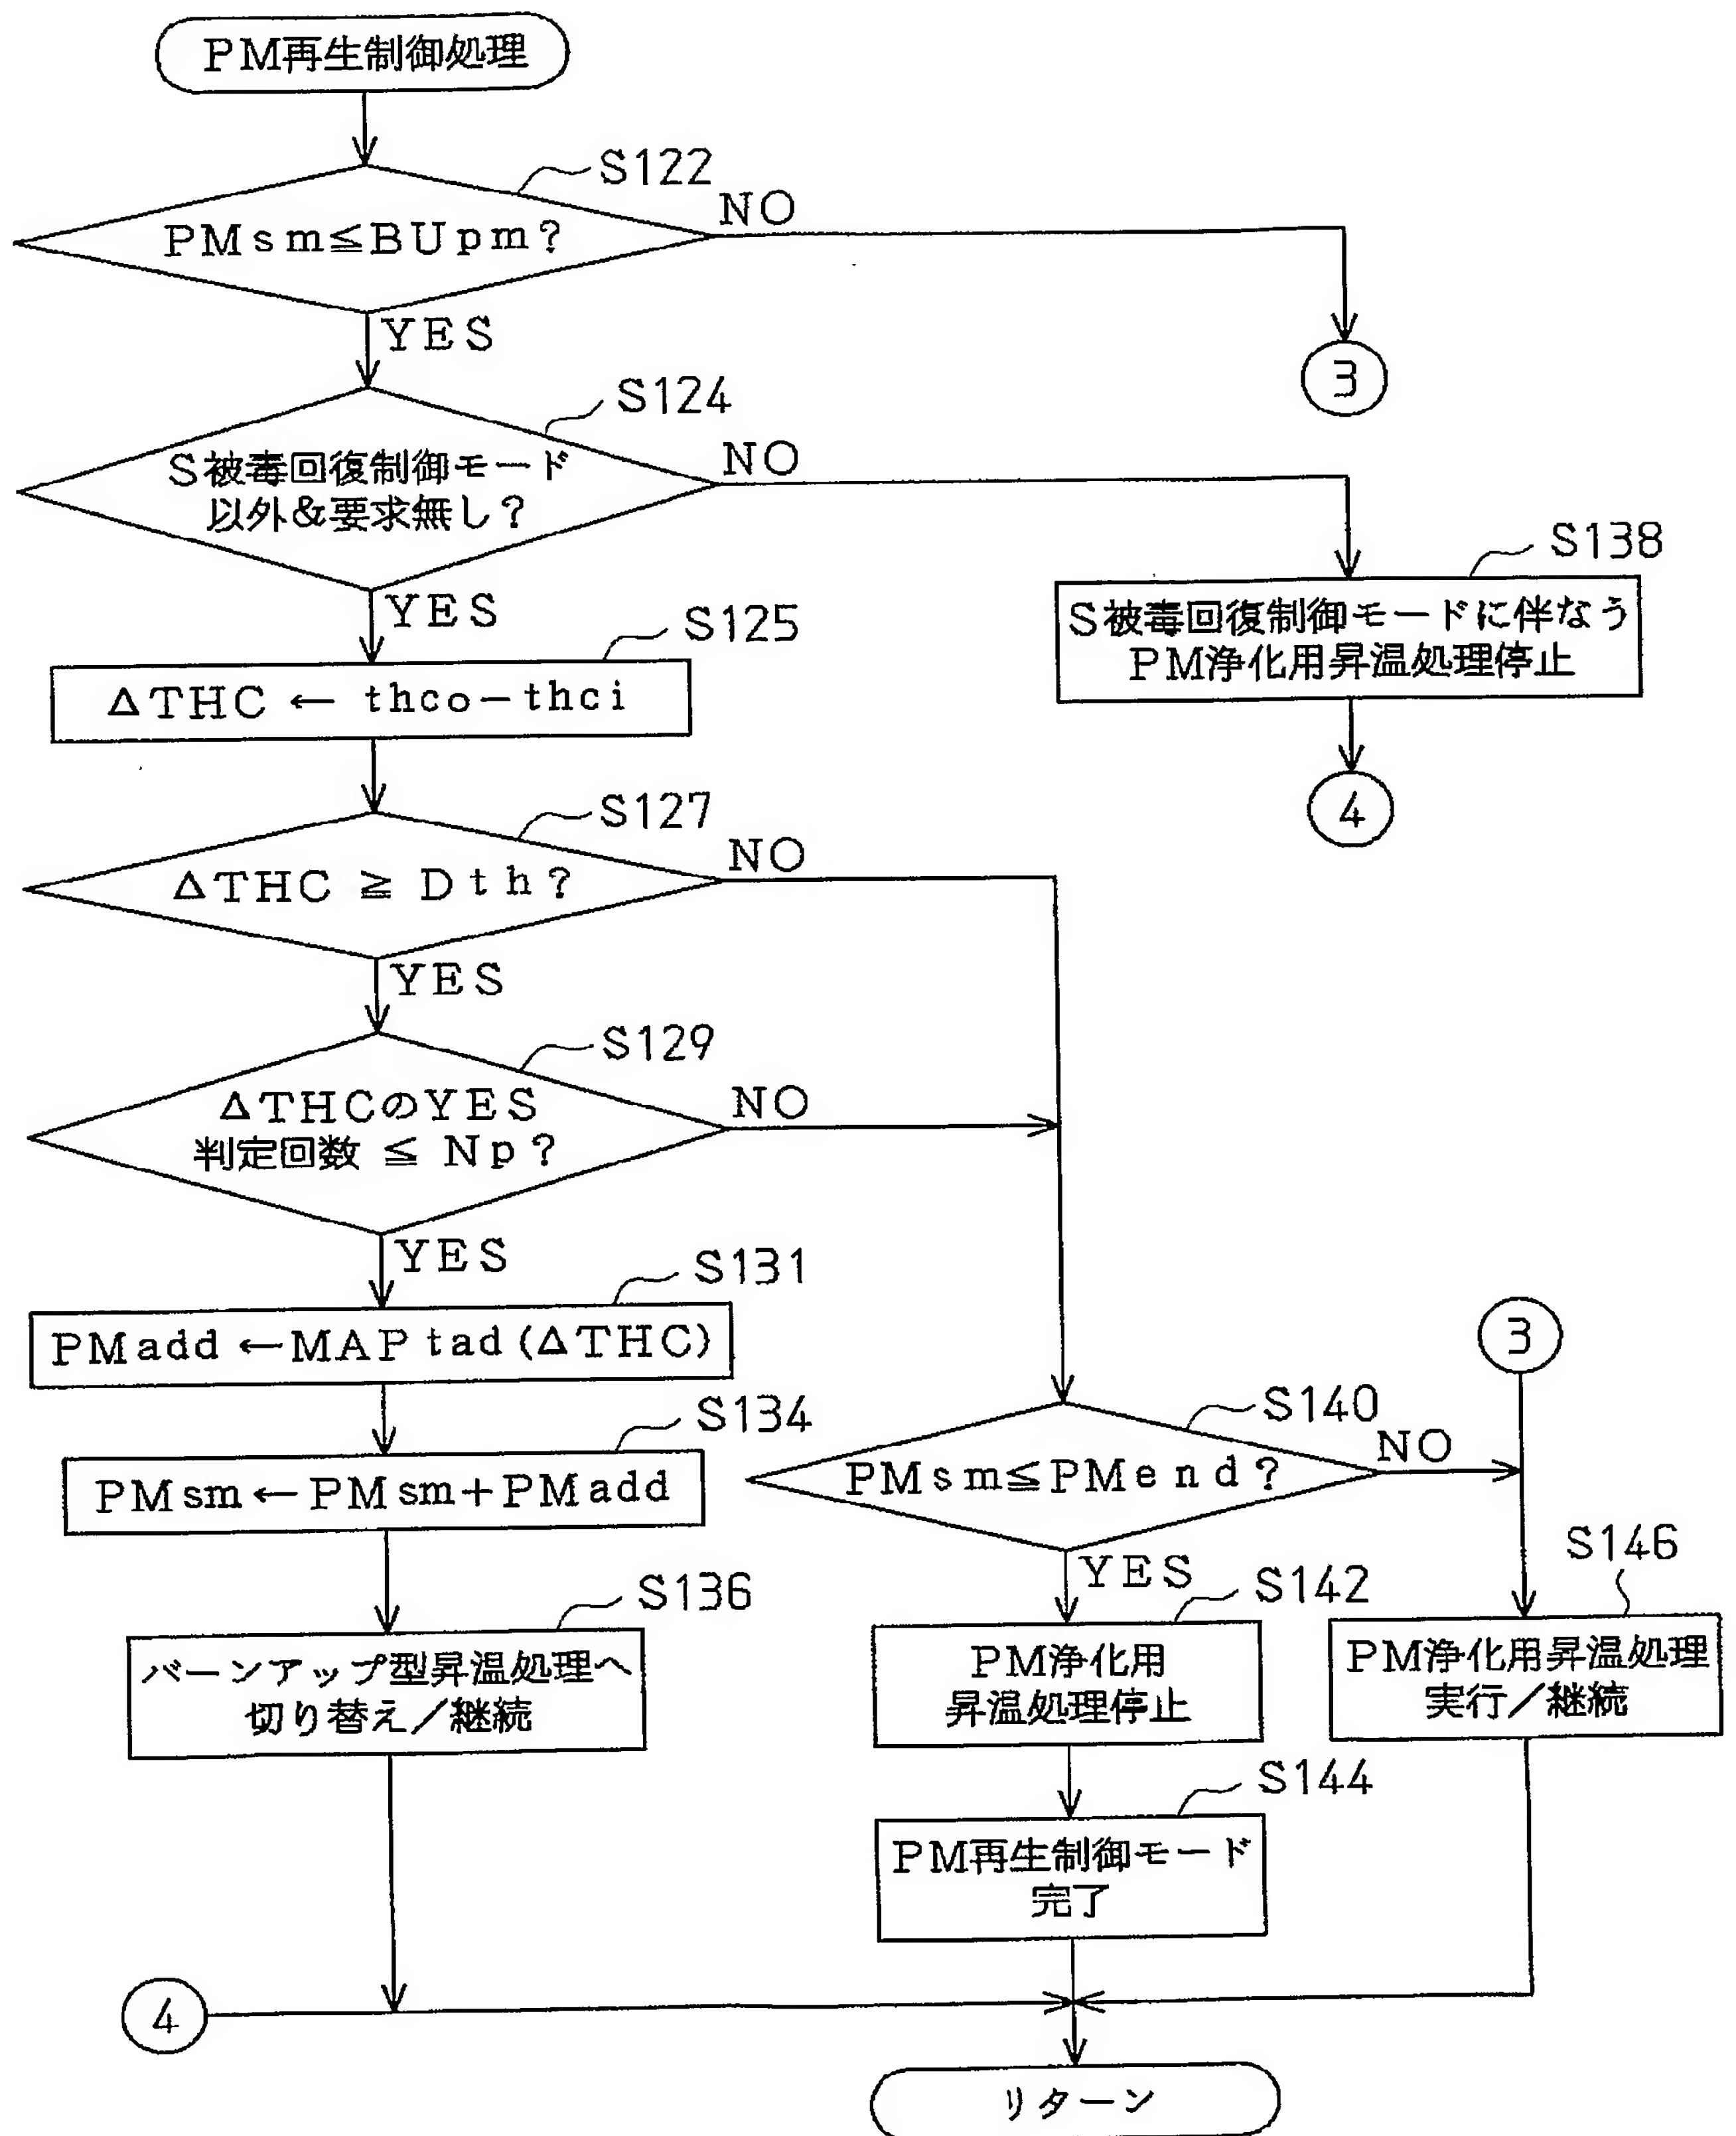 PM再生制御処理
S122
PMsm≦BUpm?
NO
YES
3
S124
S被毒回復制御モード
以外&要求無し?
NO
YES
S138
S被毒回復制御モードに伴なう
PM浄化用昇温処理停止
4
S125
ΔTHC ← thco-thci
S127
ΔTHC ≧ Dth?
NO
YES
S129
ΔTHCのYES
判定回数 ≦ Np?
NO
YES
S131
PMadd ←MAPtad(ΔTHC)
S134
PMsm←PMsm+PMadd
S136
バーンアップ型昇温処理へ
切り替え/継続
3
S140
PMsm≦PMend?
NO
YES
S142
PM浄化用
昇温処理停止
S144
PM再生制御モード
完了
S146
PM浄化用昇温処理
実行/継続
4
リターン